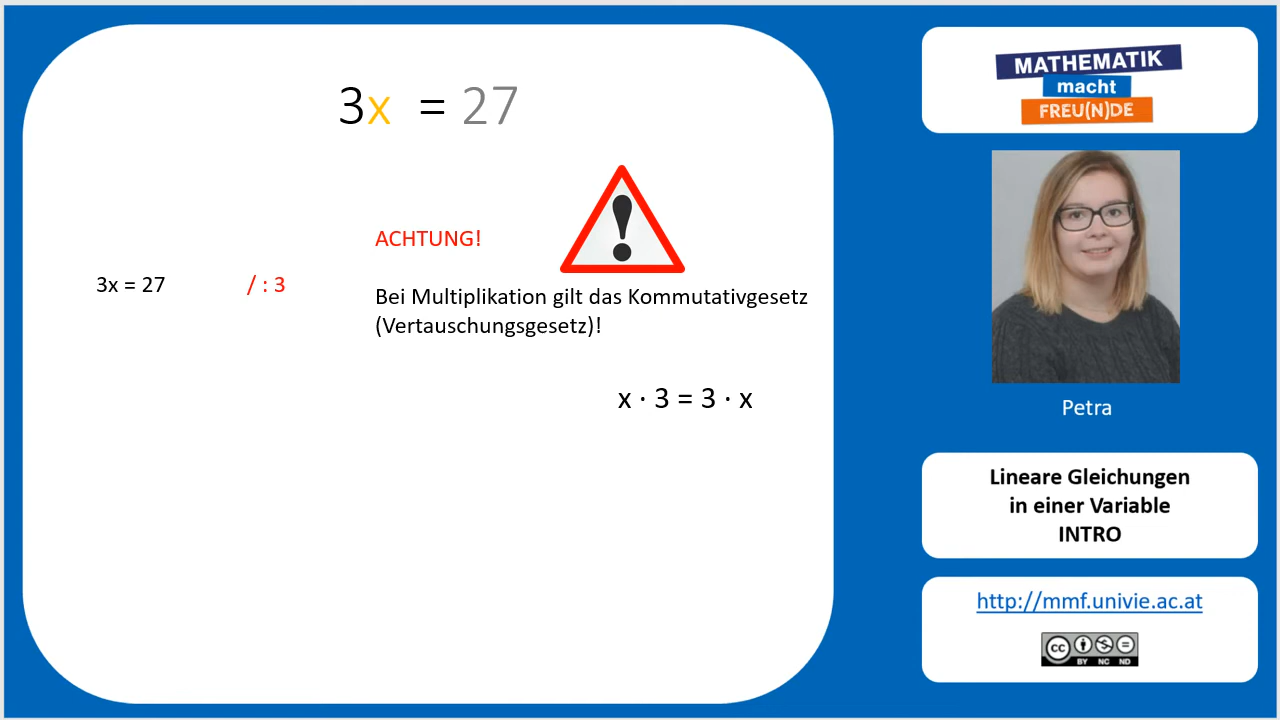 3x = 27
ACHTUNG!
3x = 27 / : 3
Bei Multiplikation gilt das Kommutativgesetz
(Vertauschungsgesetz)!
x · 3 = 3 · x
MATHEMATIK
macht
FREU(N)DE
Petra
Lineare Gleichungen
in einer Variable
INTRO
http://mmf.univie.ac.at
cc
BY NC ND